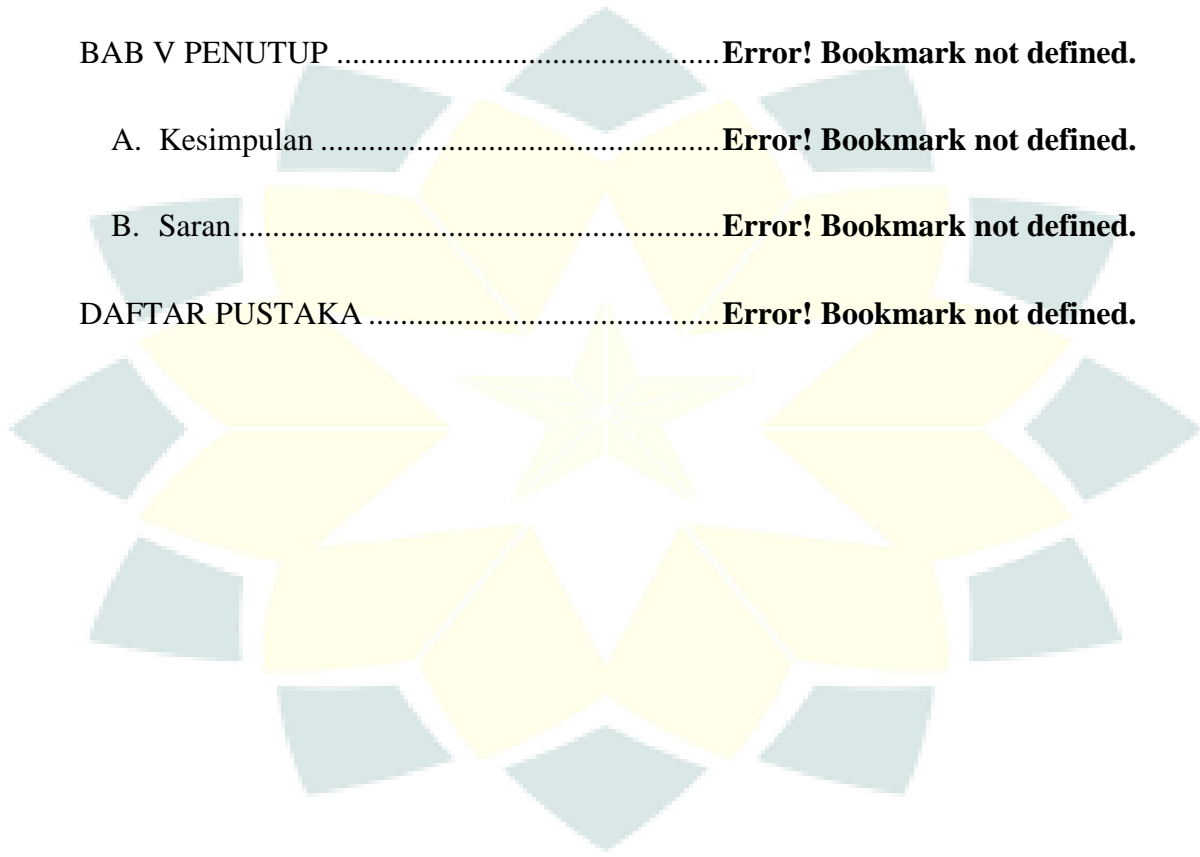 BAB V PENUTUP ............................................... Error! Bookmark not defined.
A. Kesimpulan ................................................. Error! Bookmark not defined.
B. Saran............................................................ Error! Bookmark not defined.
DAFTAR PUSTAKA ........................................... Error! Bookmark not defined.